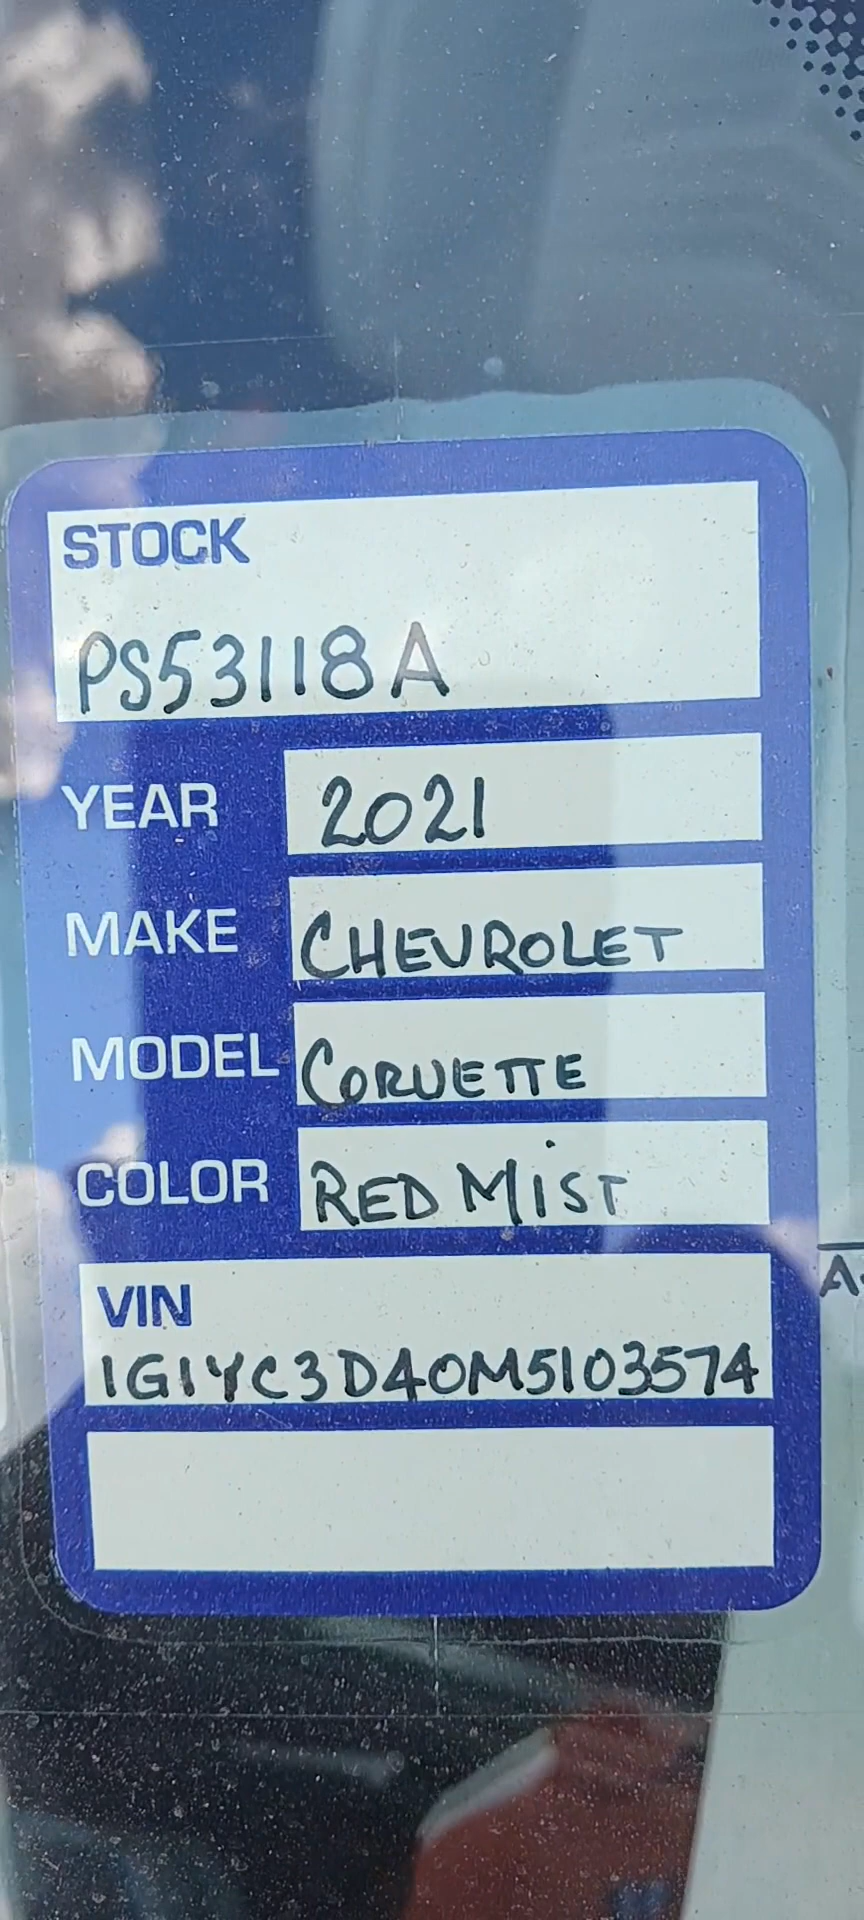 STOCK
PS53118A
YEAR 2021
MAKE CHEVROLET
MODEL CORVETTE
COLOR RED MIST
VIN
1G1YC3D40M5103574